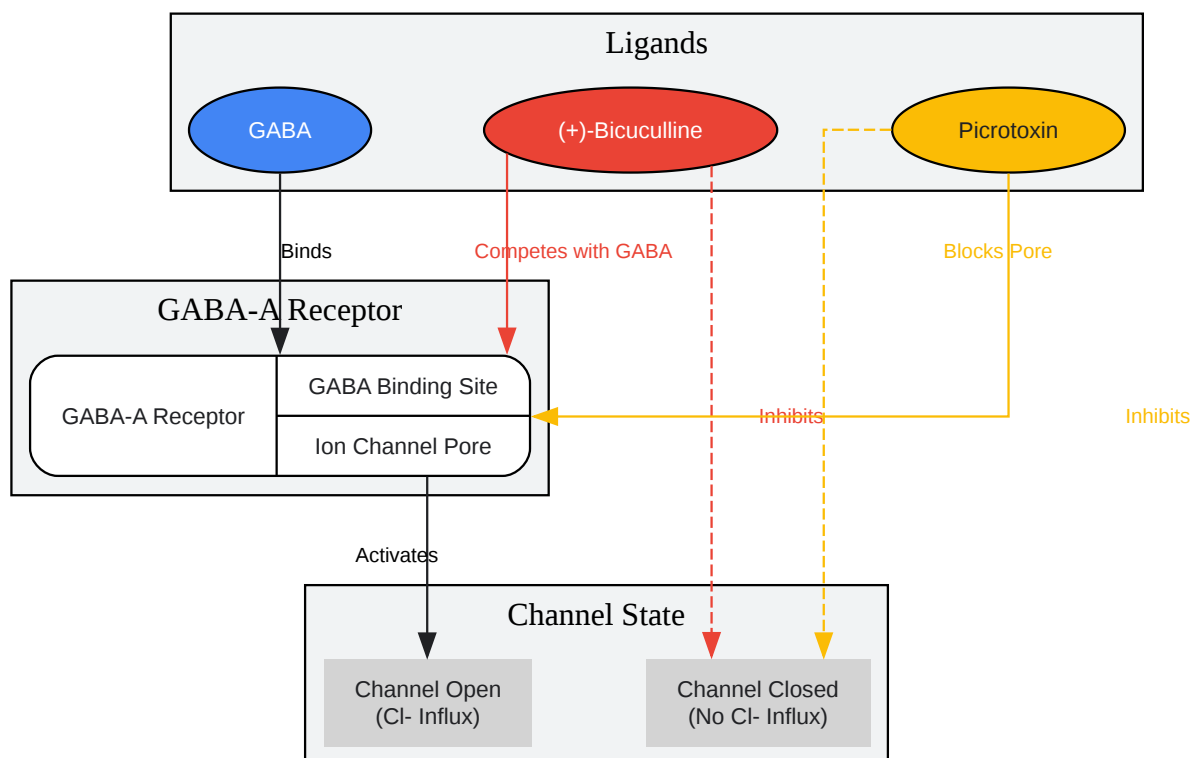 Ligands
GABA
(+)-Bicuculline
Picrotoxin
Binds
Competes with GABA
Blocks Pore
GABA-A Receptor
GABA-A Receptor
GABA Binding Site
Ion Channel Pore
Inhibits
Inhibits
Activates
Channel State
Channel Open
(Cl- Influx)
Channel Closed
(No Cl- Influx)